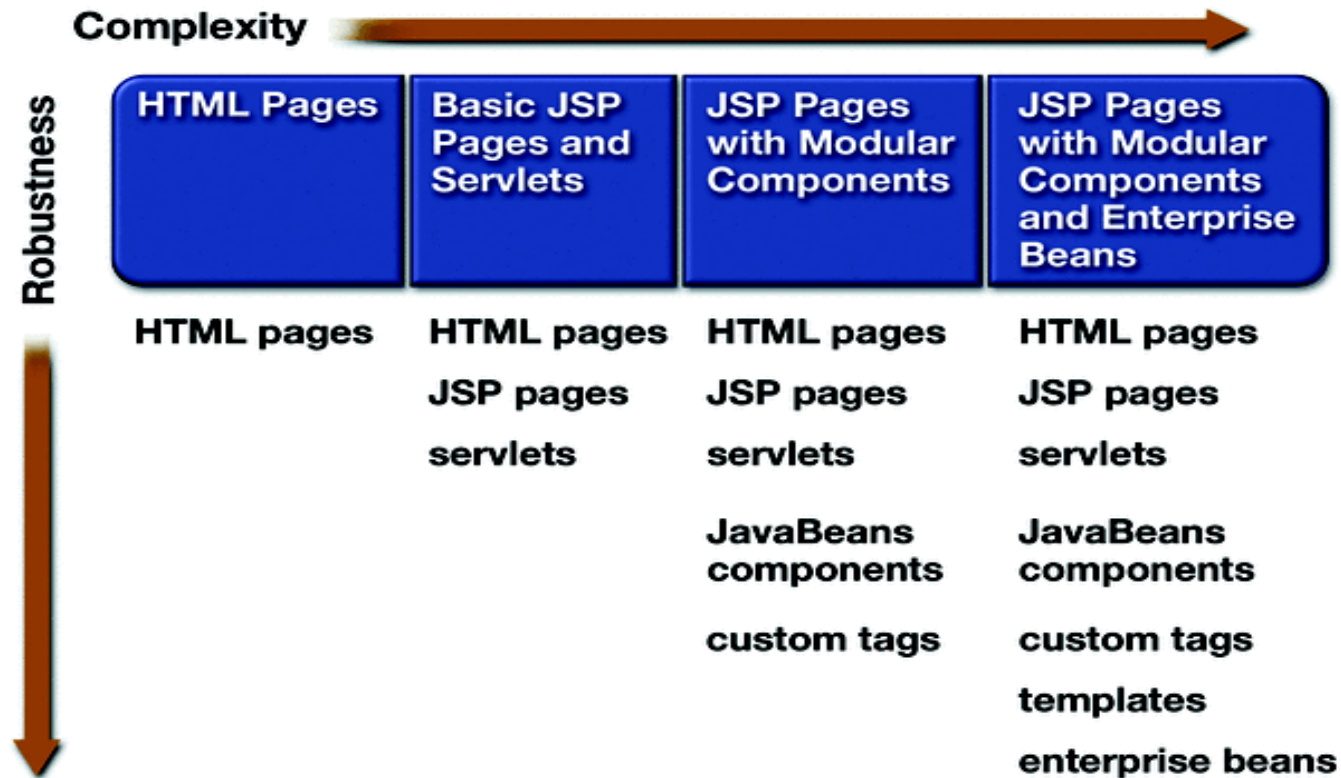 Complexity
Robustness
HTML Pages
Basic JSP
Pages and
Servlets
JSP Pages
with Modular
Components
JSP Pages
with Modular
Components
and Enterprise
Beans
HTML pages
HTML pages
JSP pages
servlets
HTML pages
JSP pages
servlets
JavaBeans
components
custom tags
HTML pages
JSP pages
servlets
JavaBeans
components
custom tags
templates
enterprise beans